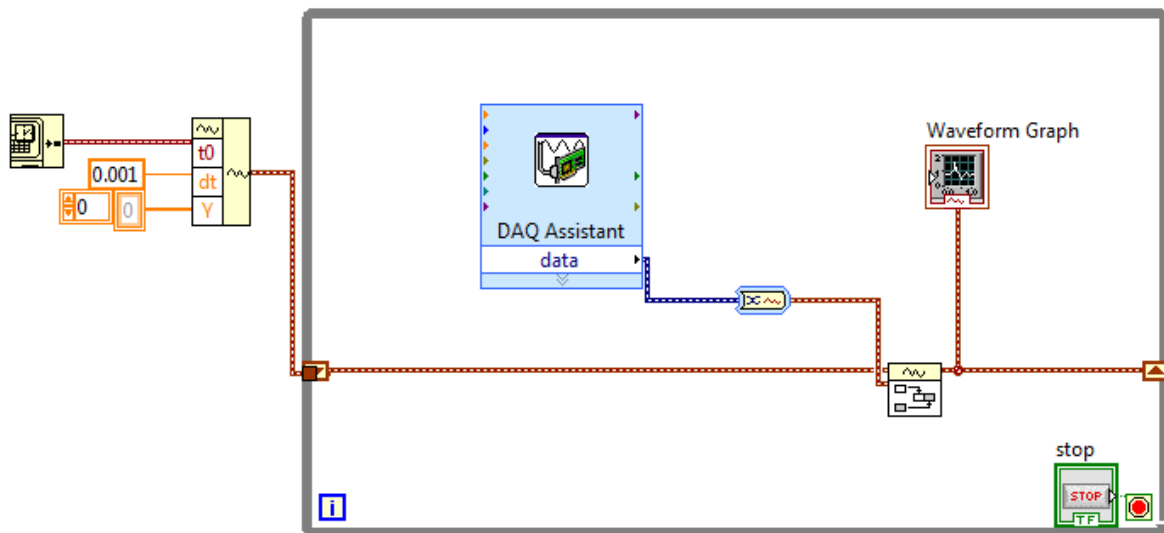 Waveform Graph
t0
0.001
dt
0
0
Y
DAQ Assistant
data
stop
STOP
TF
i